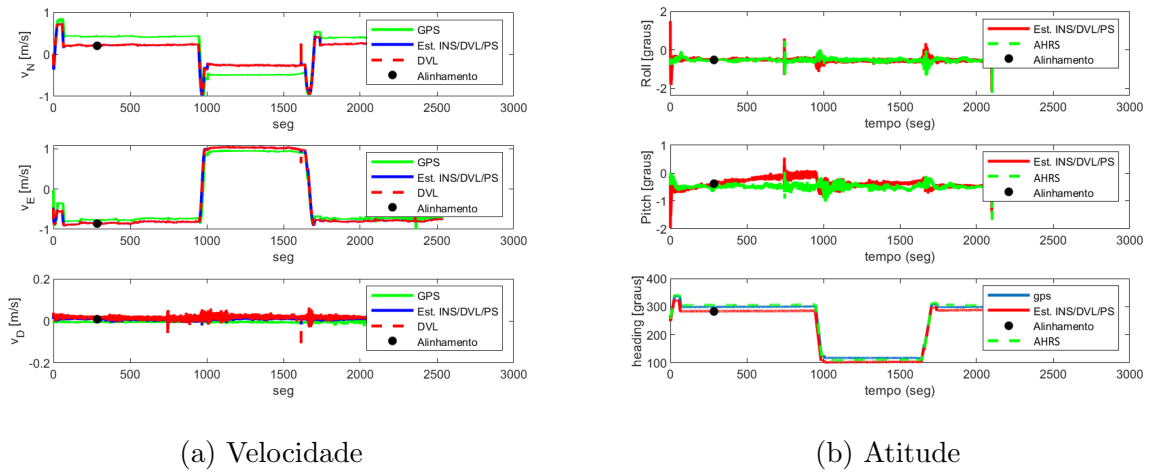 v_N [m/s]
1
0
-1
0
500
1000
1500
2000
2500
3000
seg
GPS
Est. INS/DVL/PS
DVL
Alinhamento
v_E [m/s]
1
0
-1
0
500
1000
1500
2000
2500
3000
seg
GPS
Est. INS/DVL/PS
DVL
Alinhamento
v_D [m/s]
0.2
0
-0.2
0
500
1000
1500
2000
2500
3000
seg
GPS
Est. INS/DVL/PS
DVL
Alinhamento
(a) Velocidade
Roll [graus]
2
0
-2
0
500
1000
1500
2000
2500
3000
tempo (seg)
Est. INS/DVL/PS
AHRS
Alinhamento
Pitch [graus]
2
1
0
-1
-2
0
500
1000
1500
2000
2500
3000
tempo (seg)
Est. INS/DVL/PS
AHRS
Alinhamento
heading [graus]
400
300
200
100
0
500
1000
1500
2000
2500
3000
tempo (seg)
gps
Est. INS/DVL/PS
Alinhamento
AHRS
(b) Atitude